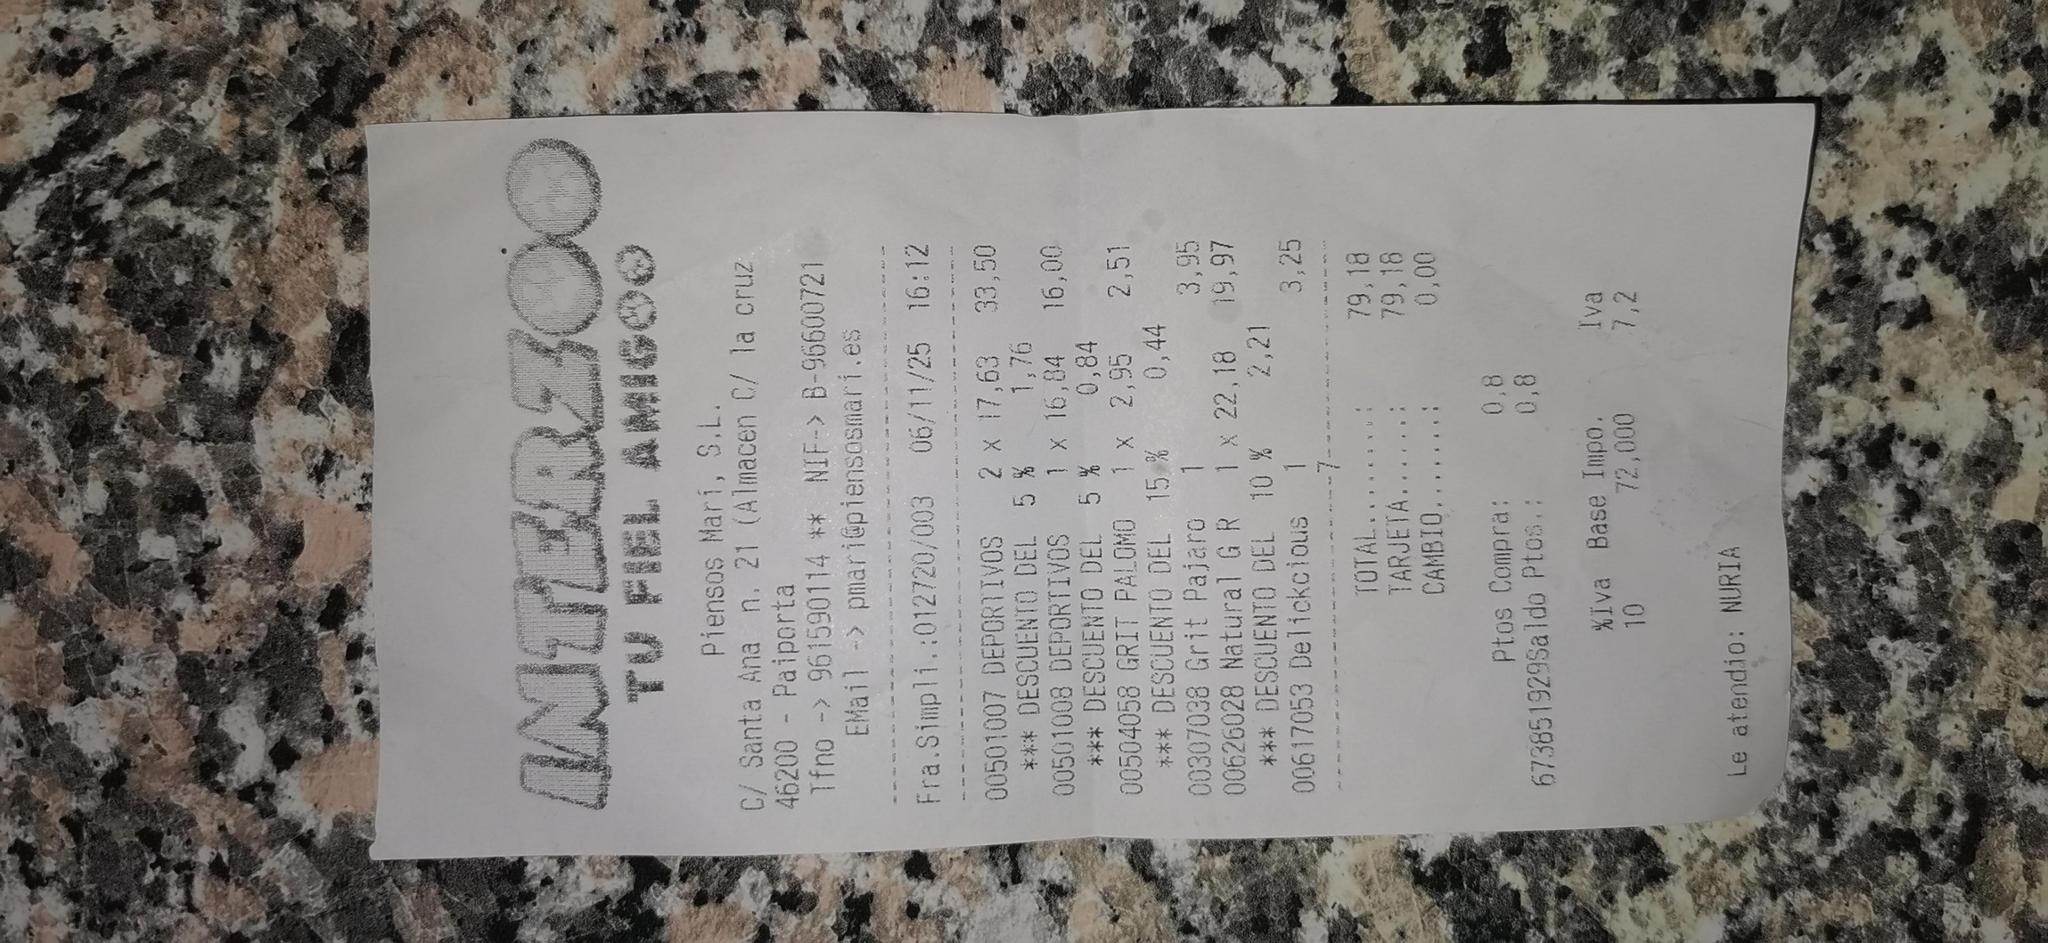 INTERZOO
TU FIEL AMIGO
Piensos Mari, S.L.
C/ Santa Ana n. 21 (Almacen C/ la cruz
46200 - Paiporta
Tfno -> 961590114 ** NIF-> B-96600721
EMail -> pmari@piensosmari.es
Fra.Simpli.:012720/003 06/11/25 16:12
00501007 DEPORTIVOS 2 x 17,63 33,50
*** DESCUENTO DEL 5 % 1,76
00501008 DEPORTIVOS 1 x 16,84 16,00
*** DESCUENTO DEL 5 % 0,84
00504058 GRIT PALOMO 1 x 2,95 2,51
*** DESCUENTO DEL 15 % 0,44
00307038 Grit Pajaro 1 3,95
00626028 Natural G R 1 x 22,18 19,97
*** DESCUENTO DEL 10 % 2,21
00617053 Delickcious 1 3,25
7
TOTAL........: 79,18
TARJETA......: 79,18
CAMBIO.......: 0,00
Ptos Compra: 0,8
673851929Saldo Ptos.: 0,8
%Iva Base Impo. Iva
10 72,000 7,2
Le atendio: NURIA